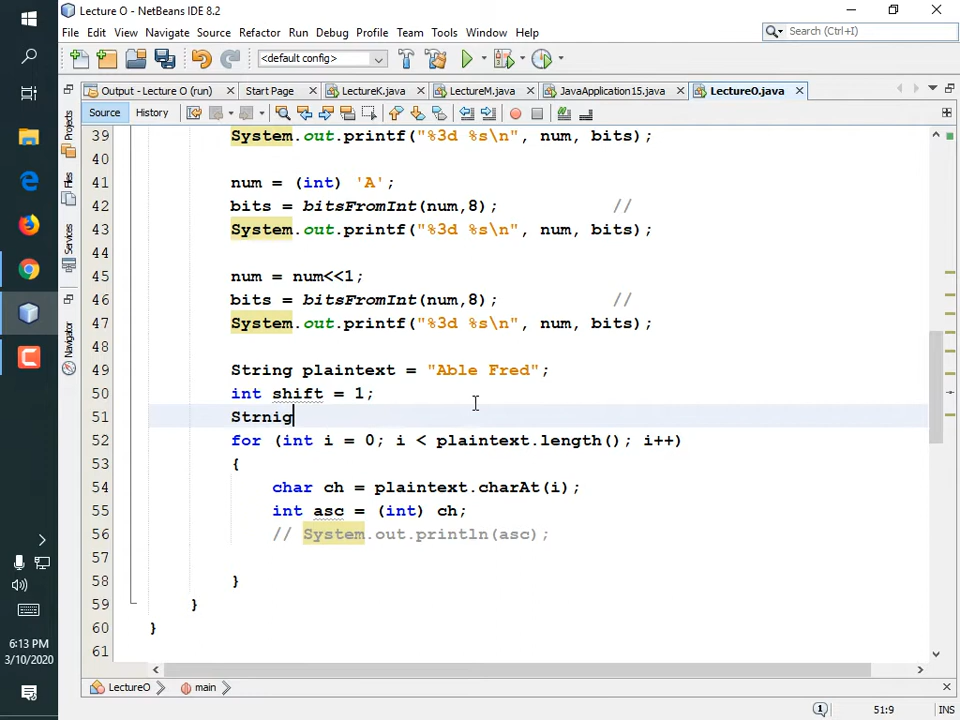 Lecture O - NetBeans IDE 8.2
File Edit View Navigate Source Refactor Run Debug Profile Team Tools Window Help
<default config>
Search (Ctrl+I)
Output - Lecture O (run) Start Page LectureK.java LectureM.java JavaApplication15.java LectureO.java
Source History
Projects
Files
Services
Navigator
39 System.out.printf("%3d %s\n", num, bits);
40
41 num = (int) 'A';
42 bits = bitsFromInt(num,8); //
43 System.out.printf("%3d %s\n", num, bits);
44
45 num = num<<1;
46 bits = bitsFromInt(num,8); //
47 System.out.printf("%3d %s\n", num, bits);
48
49 String plaintext = "Able Fred";
50 int shift = 1;
51 Strnig
52 for (int i = 0; i < plaintext.length(); i++)
53 {
54 char ch = plaintext.charAt(i);
55 int asc = (int) ch;
56 // System.out.println(asc);
57
58 }
59 }
60 }
61
LectureO main
6:13 PM
3/10/2020
1 51:9 INS